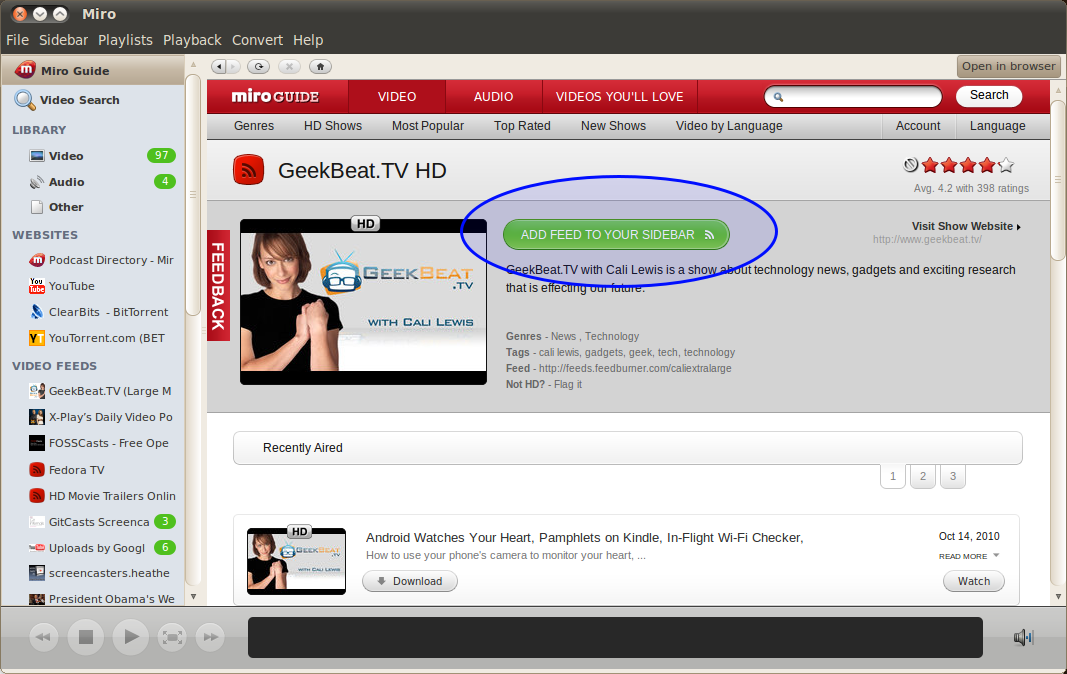 Miro
File Sidebar Playlists Playback Convert Help
Miro Guide
Video Search
LIBRARY
Video 97
Audio 4
Other
WEBSITES
Podcast Directory - Mir
YouTube
ClearBits - BitTorrent
YouTorrent.com (BET
VIDEO FEEDS
GeekBeat.TV (Large M
X-Play's Daily Video Po
FOSSCasts - Free Ope
Fedora TV
HD Movie Trailers Onlin
GitCasts Screenca 3
Uploads by Googl 6
screencasters.heathe
President Obama's We
Open in browser
miro GUIDE VIDEO AUDIO VIDEOS YOU'LL LOVE Search
Genres HD Shows Most Popular Top Rated New Shows Video by Language Account Language
GeekBeat.TV HD
Avg. 4.2 with 398 ratings
FEEDBACK
HD
GEEKBEAT
.TV
WITH CALI LEWIS
ADD FEED TO YOUR SIDEBAR
Visit Show Website
http://www.geekbeat.tv/
GeekBeat.TV with Cali Lewis is a show about technology news, gadgets and exciting research
that is effecting our future.
Genres - News , Technology
Tags - cali lewis, gadgets, geek, tech, technology
Feed - http://feeds.feedburner.com/caliextralarge
Not HD? - Flag it
Recently Aired
1 2 3
HD
GEEKBEAT
.TV
WITH CALI LEWIS
Android Watches Your Heart, Pamphlets on Kindle, In-Flight Wi-Fi Checker,
How to use your phone's camera to monitor your heart, ...
Download
Oct 14, 2010
READ MORE
Watch